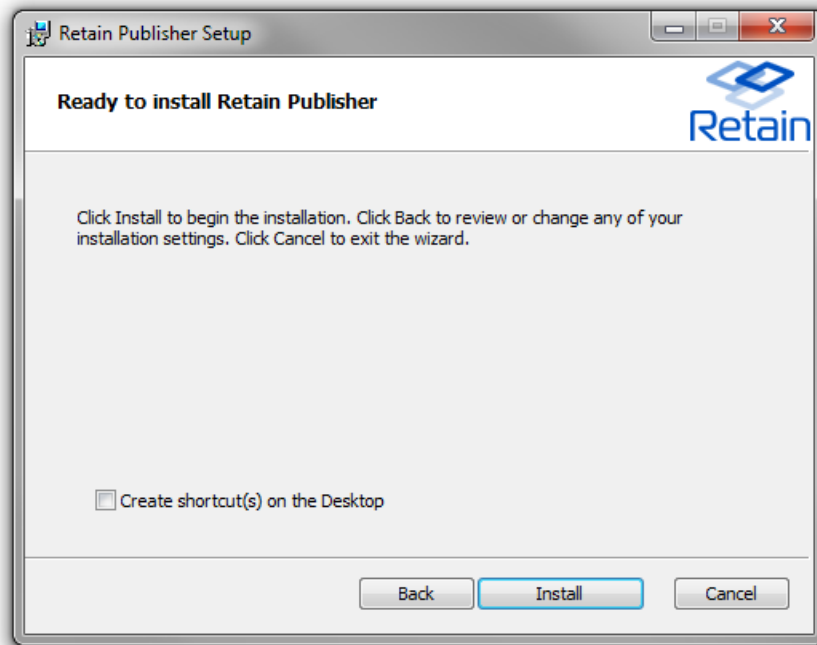 Retain Publisher Setup
Ready to install Retain Publisher
Retain
Click Install to begin the installation. Click Back to review or change any of your
installation settings. Click Cancel to exit the wizard.
Create shortcut(s) on the Desktop
Back
Install
Cancel